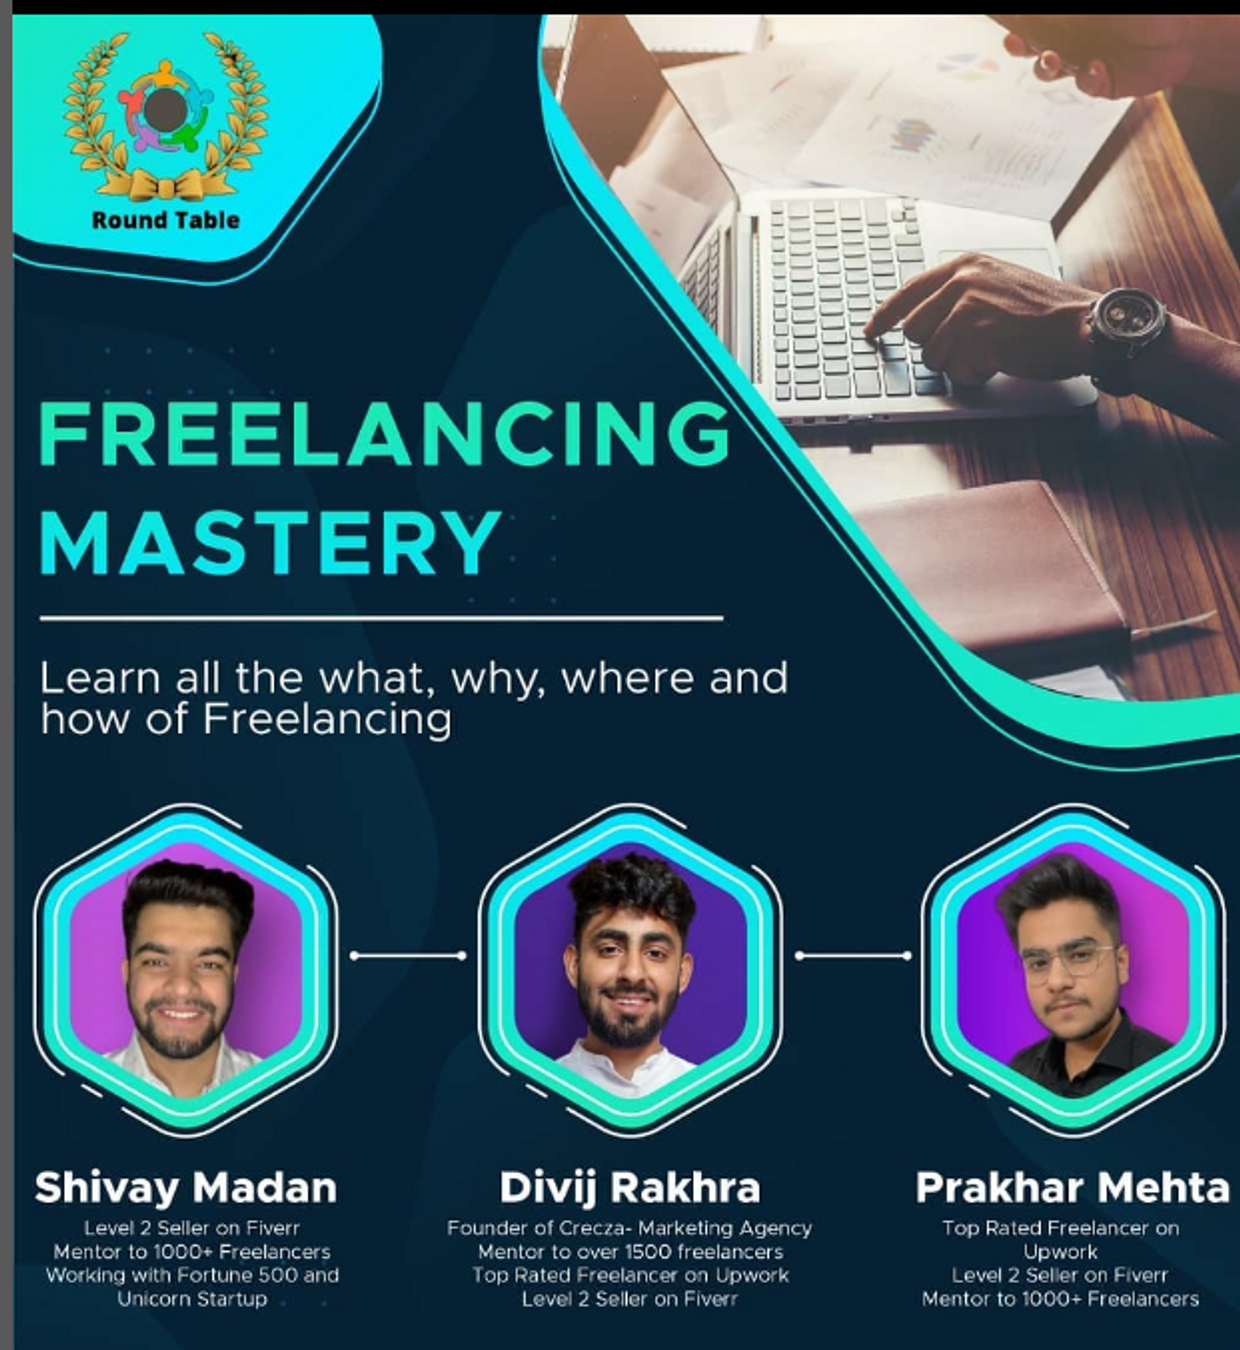 Round Table
FREELANCING
MASTERY
Learn all the what, why, where and
how of Freelancing
Shivay Madan
Level 2 Seller on Fiverr
Mentor to 1000+ Freelancers
Working with Fortune 500 and
Unicorn Startup
Divij Rakhra
Founder of Crecza- Marketing Agency
Mentor to over 1500 freelancers
Top Rated Freelancer on Upwork
Level 2 Seller on Fiverr
Prakhar Mehta
Top Rated Freelancer on
Upwork
Level 2 Seller on Fiverr
Mentor to 1000+ Freelancers